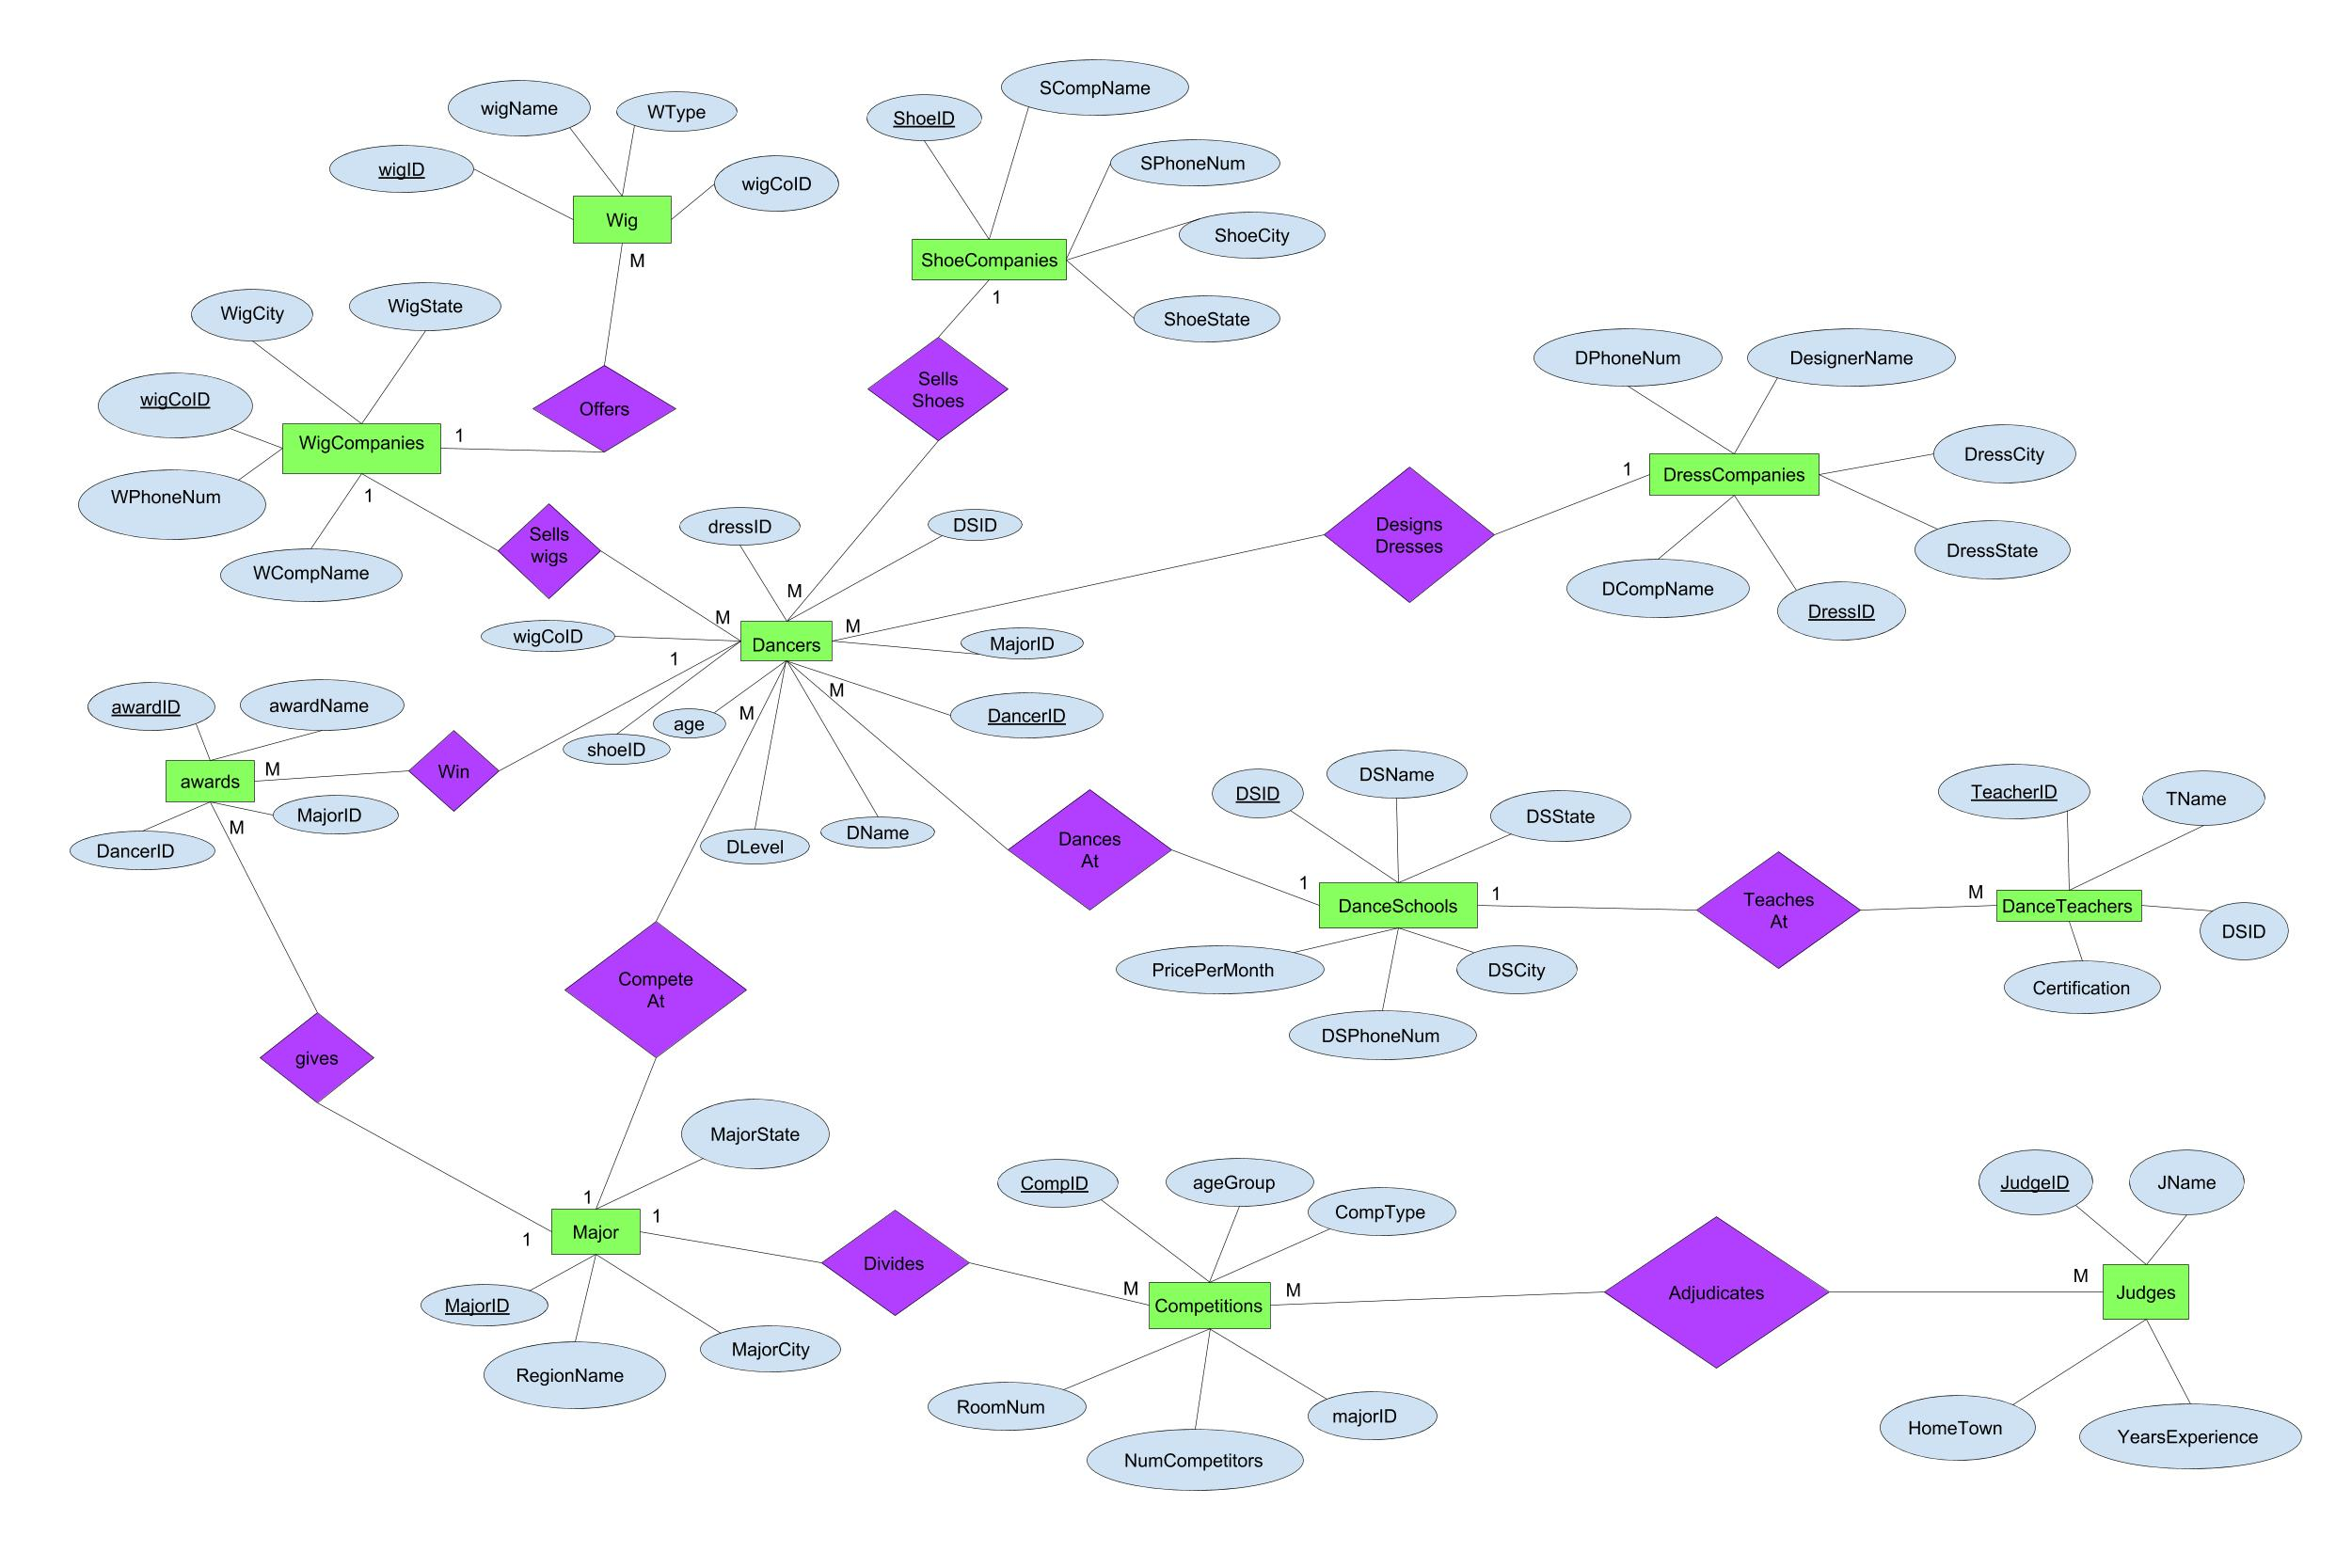 SCompName
wigName
WType
ShoeID
SPhoneNum
wigID
wigCoID
Wig
ShoeCity
M
ShoeCompanies
1
WigCity
WigState
ShoeState
DPhoneNum
DesignerName
Sells
Shoes
wigCoID
Offers
WigCompanies
1
DressCity
1
DressCompanies
WPhoneNum
1
dressID
DSID
Designs
Dresses
Sells
wigs
DressState
WCompName
M
DCompName
DressID
M
M
wigCoID
Dancers
MajorID
1
awardID
awardName
M
M
age
DancerID
shoeID
awards
M
Win
DSName
DSID
TeacherID
TName
MajorID
M
DSState
DancerID
DLevel
DName
Dances
At
1
DanceSchools
1
Teaches
At
M
DanceTeachers
DSID
Compete
At
PricePerMonth
DSCity
Certification
DSPhoneNum
gives
MajorState
CompID
ageGroup
JudgeID
JName
1
CompType
1
Major
1
Divides
M
Competitions
M
Adjudicates
M
Judges
MajorID
MajorCity
RegionName
RoomNum
majorID
HomeTown
YearsExperience
NumCompetitors